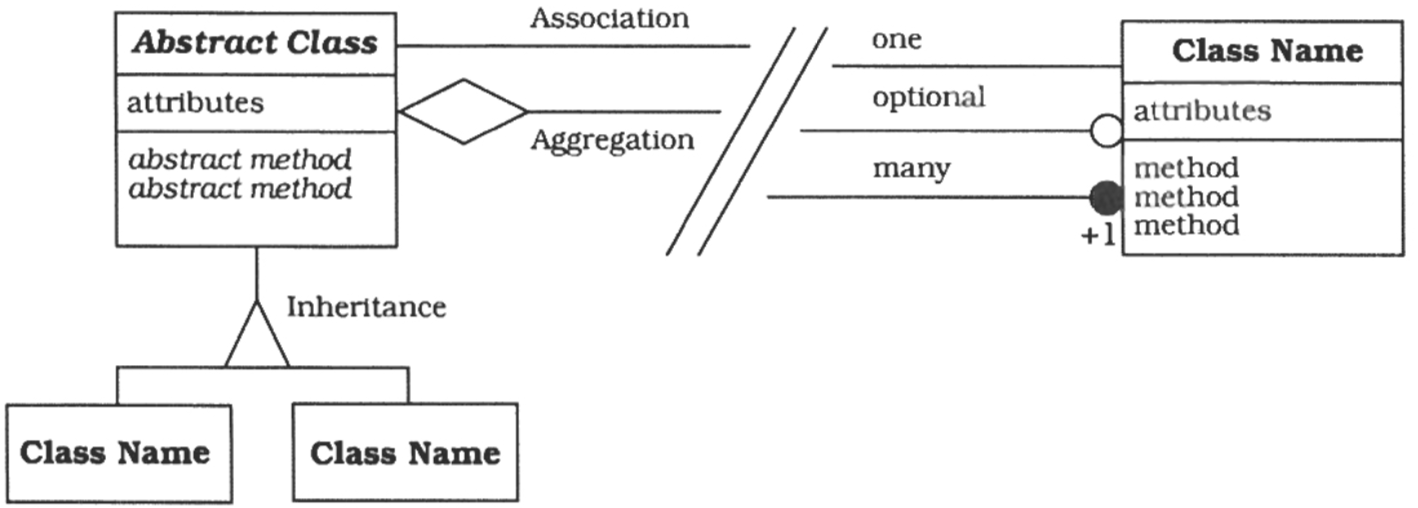 Abstract Class
attributes
abstract method
abstract method
Association
Aggregation
one
optional
many
+1
Class Name
attributes
method
method
method
Inheritance
Class Name
Class Name